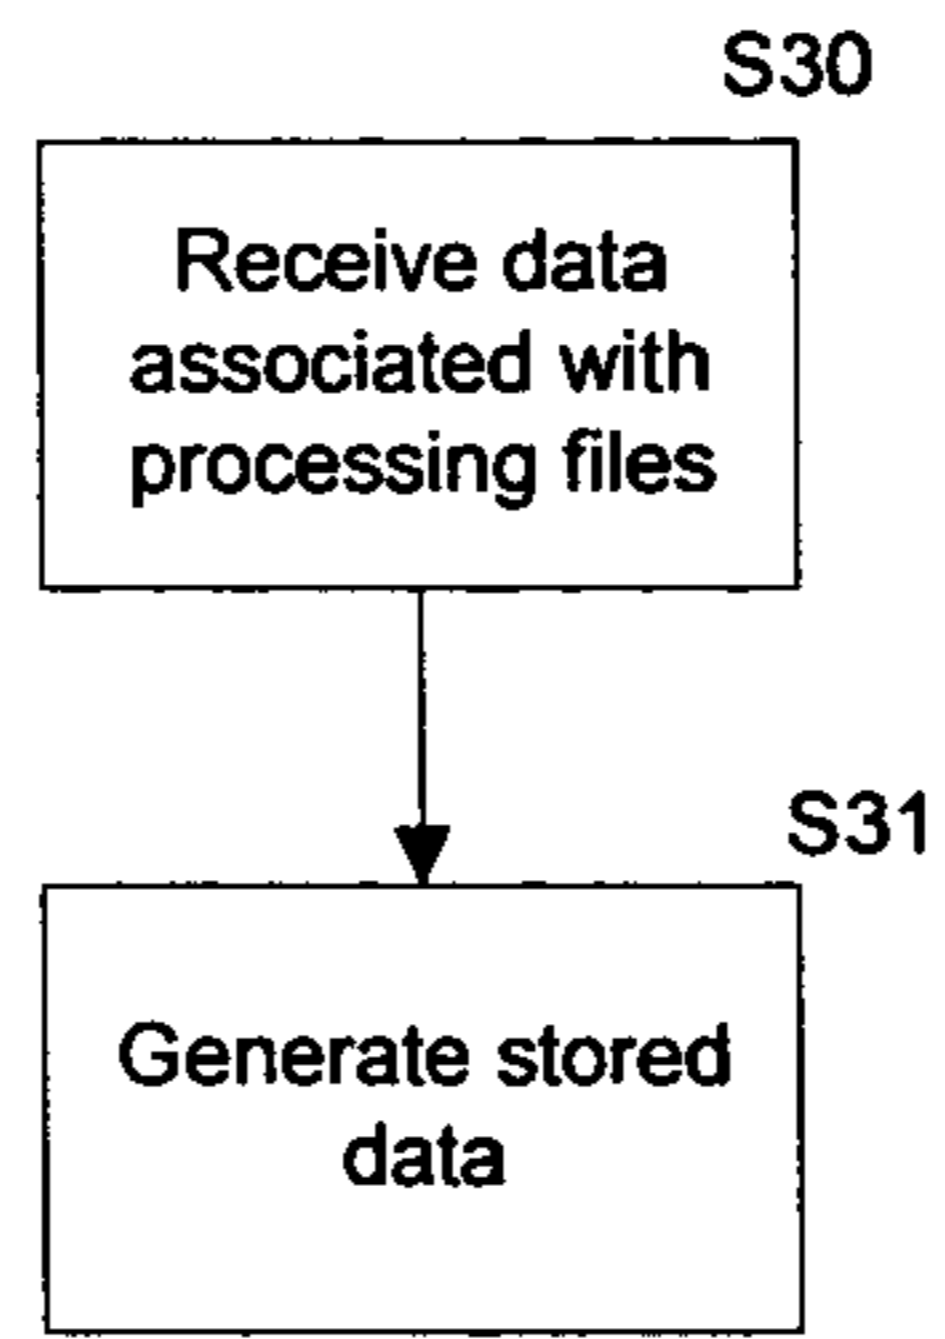 S30
Receive data
associated with
processing files
S31
Generate stored
data